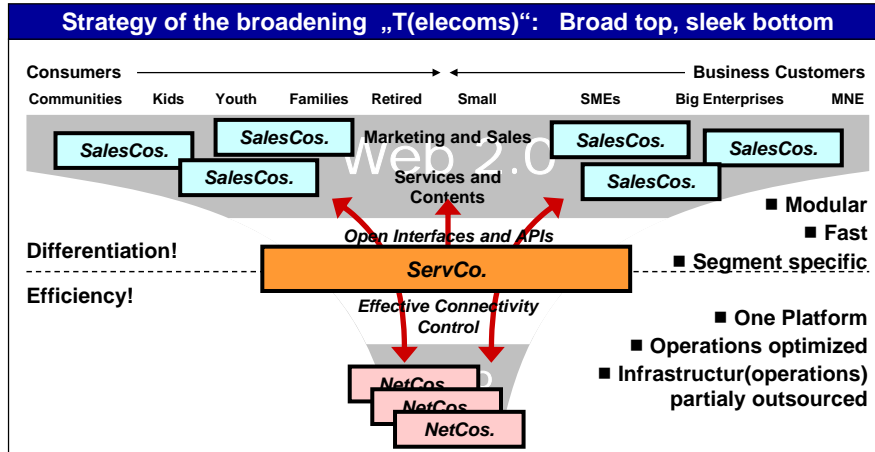 Strategy of the broadening „T(elecoms)“: Broad top, sleek bottom
Consumers
Business Customers
Communities Kids Youth Families Retired Small SMEs Big Enterprises MNE
SalesCos.
SalesCos.
SalesCos.
Marketing and Sales
Web 2.0
Services and
Contents
SalesCos.
SalesCos.
SalesCos.
■ Modular
■ Fast
■ Segment specific
Open Interfaces and APIs
Differentiation!
ServCo.
Efficiency!
Effective Connectivity
Control
■ One Platform
■ Operations optimized
■ Infrastructur(operations)
partialy outsourced
NetCos.
NetCos.
NetCos.